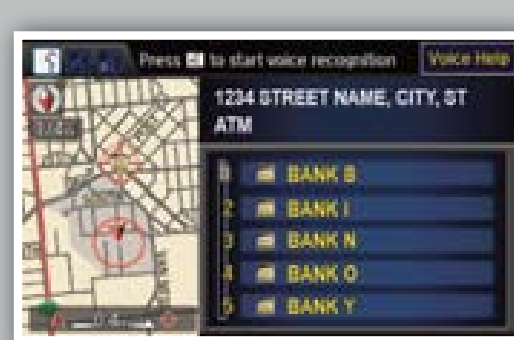 Press to start voice recognition
Voice Help
1234 STREET NAME, CITY, ST
ATM
1 BANK B
2 BANK I
3 BANK N
4 BANK O
5 BANK Y